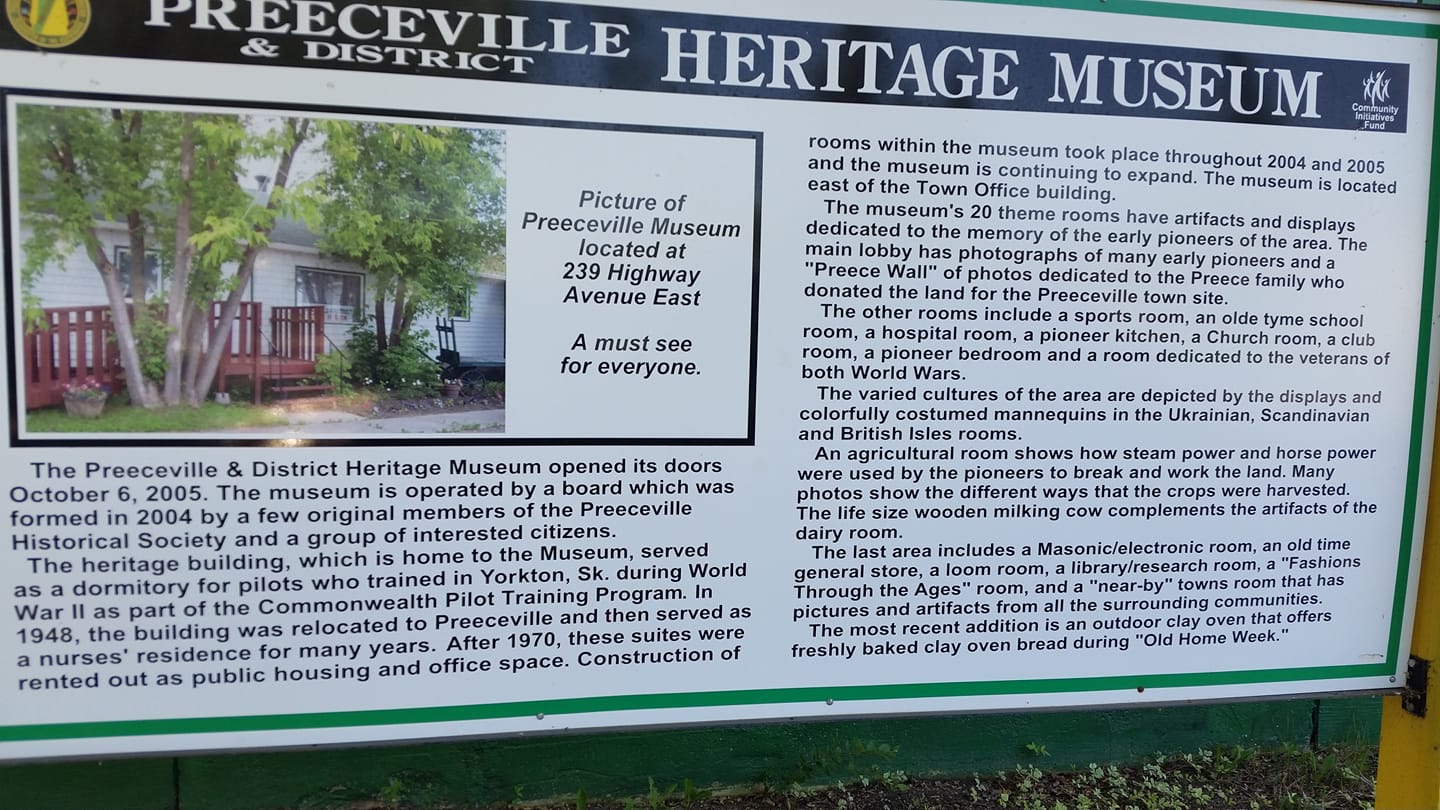 PREECEVILLE
& DISTRICT
HERITAGE MUSEUM
Community
Initiatives
Fund
Picture of
Preeceville Museum
located at
239 Highway
Avenue East
A must see
for everyone.
The Preeceville & District Heritage Museum opened its doors
October 6, 2005. The museum is operated by a board which was
formed in 2004 by a few original members of the Preeceville
Historical Society and a group of interested citizens.
The heritage building, which is home to the Museum, served
as a dormitory for pilots who trained in Yorkton, Sk. during World
War II as part of the Commonwealth Pilot Training Program. In
1948, the building was relocated to Preeceville and then served as
a nurses' residence for many years. After 1970, these suites were
rented out as public housing and office space. Construction of
rooms within the museum took place throughout 2004 and 2005
and the museum is continuing to expand. The museum is located
east of the Town Office building.
The museum's 20 theme rooms have artifacts and displays
dedicated to the memory of the early pioneers of the area. The
main lobby has photographs of many early pioneers and a
"Preece Wall" of photos dedicated to the Preece family who
donated the land for the Preeceville town site.
The other rooms include a sports room, an olde tyme school
room, a hospital room, a pioneer kitchen, a Church room, a club
room, a pioneer bedroom and a room dedicated to the veterans of
both World Wars.
The varied cultures of the area are depicted by the displays and
colorfully costumed mannequins in the Ukrainian, Scandinavian
and British Isles rooms.
An agricultural room shows how steam power and horse power
were used by the pioneers to break and work the land. Many
photos show the different ways that the crops were harvested.
The life size wooden milking cow complements the artifacts of the
dairy room.
The last area includes a Masonic/electronic room, an old time
general store, a loom room, a library/research room, a "Fashions
Through the Ages" room, and a "near-by" towns room that has
pictures and artifacts from all the surrounding communities.
The most recent addition is an outdoor clay oven that offers
freshly baked clay oven bread during "Old Home Week."